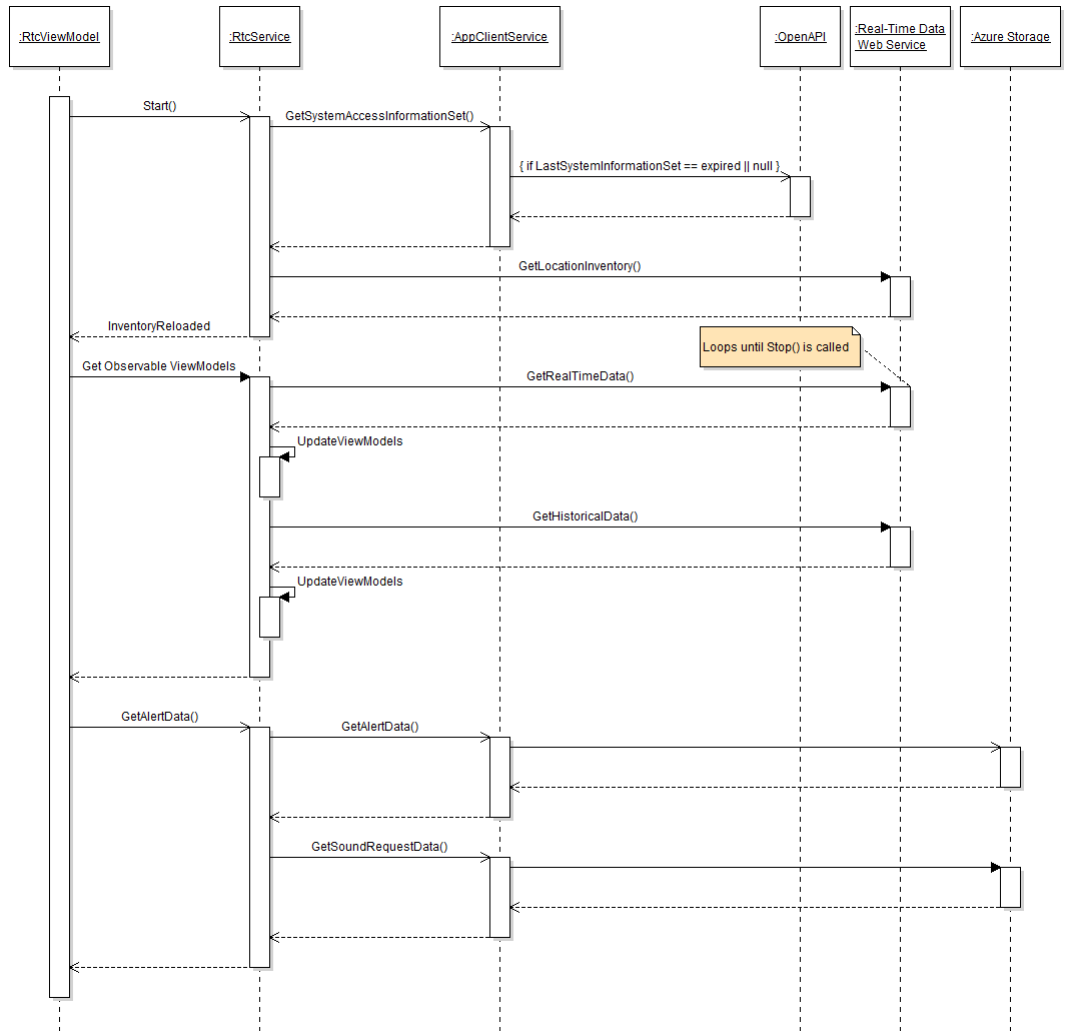 :RtcViewModel
:RtcService
:AppClientService
:OpenAPI
:Real-Time Data
Web Service
:Azure Storage
Start()
GetSystemAccessInformationSet()
{ if LastSystemInformationSet == expired || null }
GetLocationInventory()
InventoryReloaded
Loops until Stop() is called
Get Observable ViewModels
GetRealTimeData()
UpdateViewModels
GetHistoricalData()
UpdateViewModels
GetAlertData()
GetAlertData()
GetSoundRequestData()